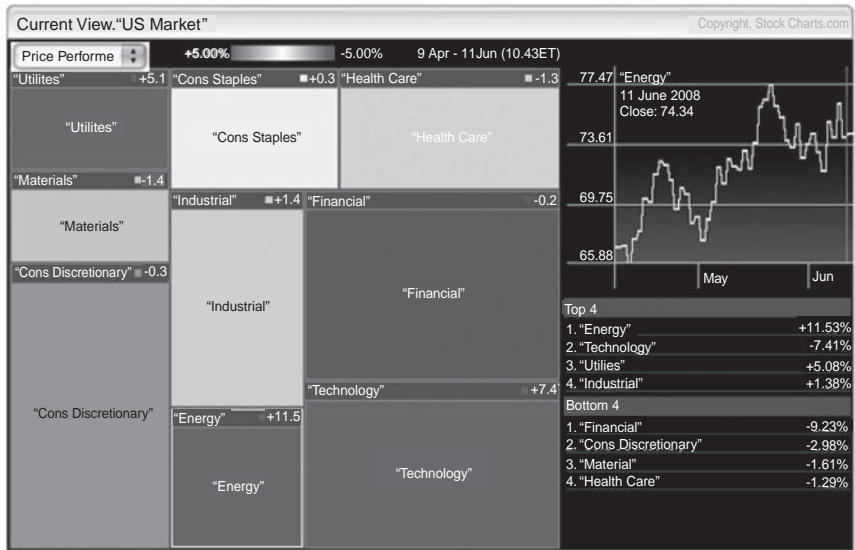 Current View.“US Market”
Copyright, Stock Charts.com
Price Performe
+5.00%
-5.00%
9 Apr - 11Jun (10.43ET)
“Utilites” +5.1
“Utilites”
“Cons Staples” +0.3
“Cons Staples”
“Health Care” -1.3
“Health Care”
“Materials” -1.4
“Materials”
“Industrial” +1.4
“Industrial”
“Financial” -0.2
“Financial”
“Cons Discretionary” -0.3
“Cons Discretionary”
“Energy” +11.5
“Energy”
“Technology” +7.4
“Technology”
77.47
73.61
69.75
65.88
“Energy”
11 June 2008
Close: 74.34
May
Jun
Top 4
1. “Energy” +11.53%
2. “Technology” -7.41%
3. “Utilies” +5.08%
4. “Industrial” +1.38%
Bottom 4
1. “Financial” -9.23%
2. “Cons Discretionary” -2.98%
3. “Material” -1.61%
4. “Health Care” -1.29%